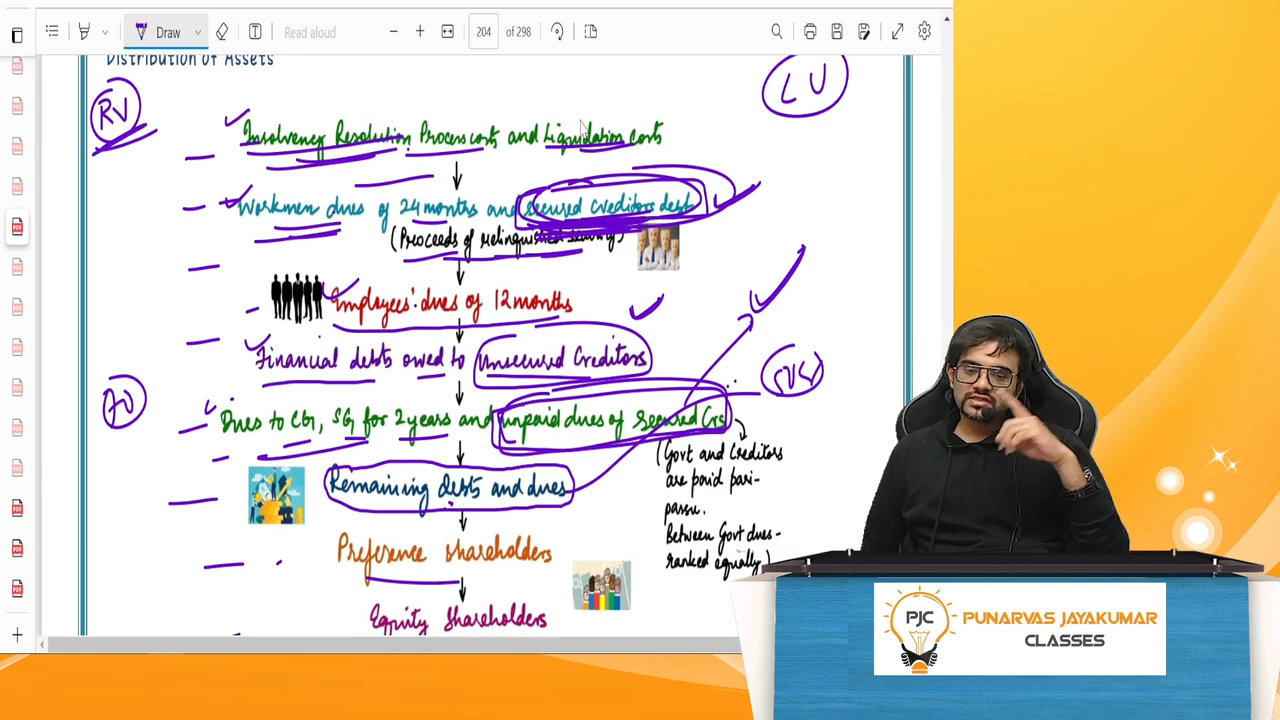 Draw
Read aloud
204
of 298
Distribution of Assets
RV
LV
Insolvency Resolution Process costs and Liquidation costs
Workmen dues of 24 months and secured creditors debt
(Proceeds of relinquished security)
Employees' dues of 12 months
Financial debts owed to Unsecured Creditors
Dues to CG, SG for 2 years and unpaid dues of Secured Crs
(Govt and Creditors
are paid pari-
passu.
Between Govt dues-
ranked equally)
Remaining debts and dues
Preference shareholders
Equity Shareholders
PJC
PUNARVAS JAYAKUMAR
CLASSES